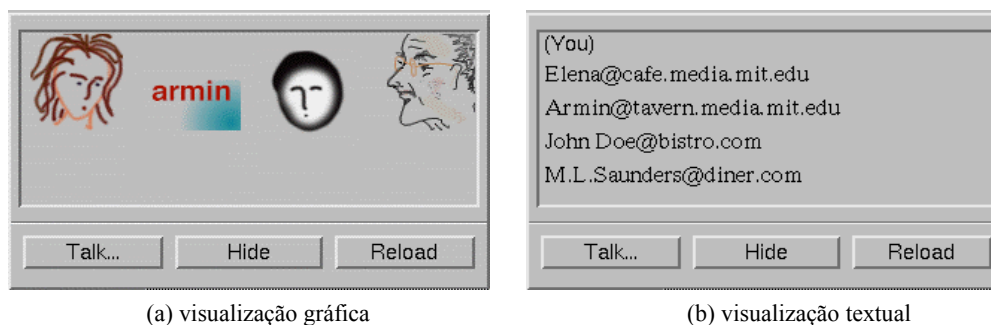 armin
Talk...
Hide
Reload
(a) visualização gráfica
(You)
Elena@cafe.media.mit.edu
Armin@tavern.media.mit.edu
John Doe@bistro.com
M.L.Saunders@diner.com
Talk...
Hide
Reload
(b) visualização textual